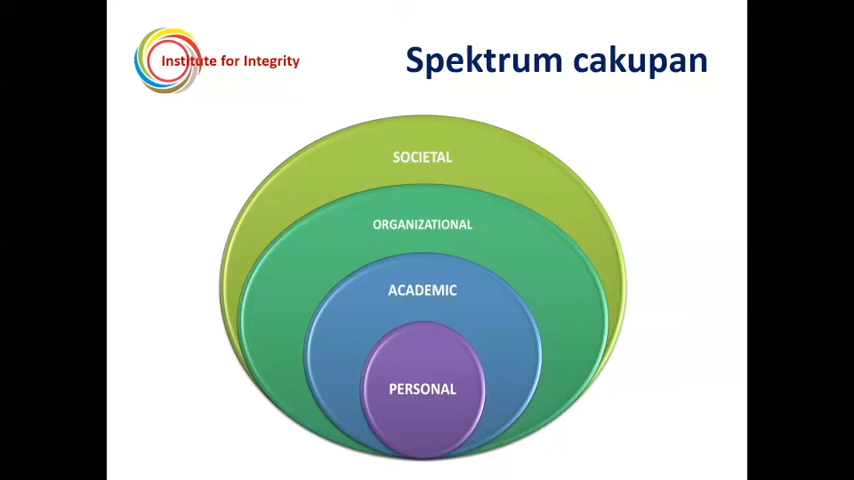 Institute for Integrity
Spektrum cakupan
SOCIETAL
ORGANIZATIONAL
ACADEMIC
PERSONAL